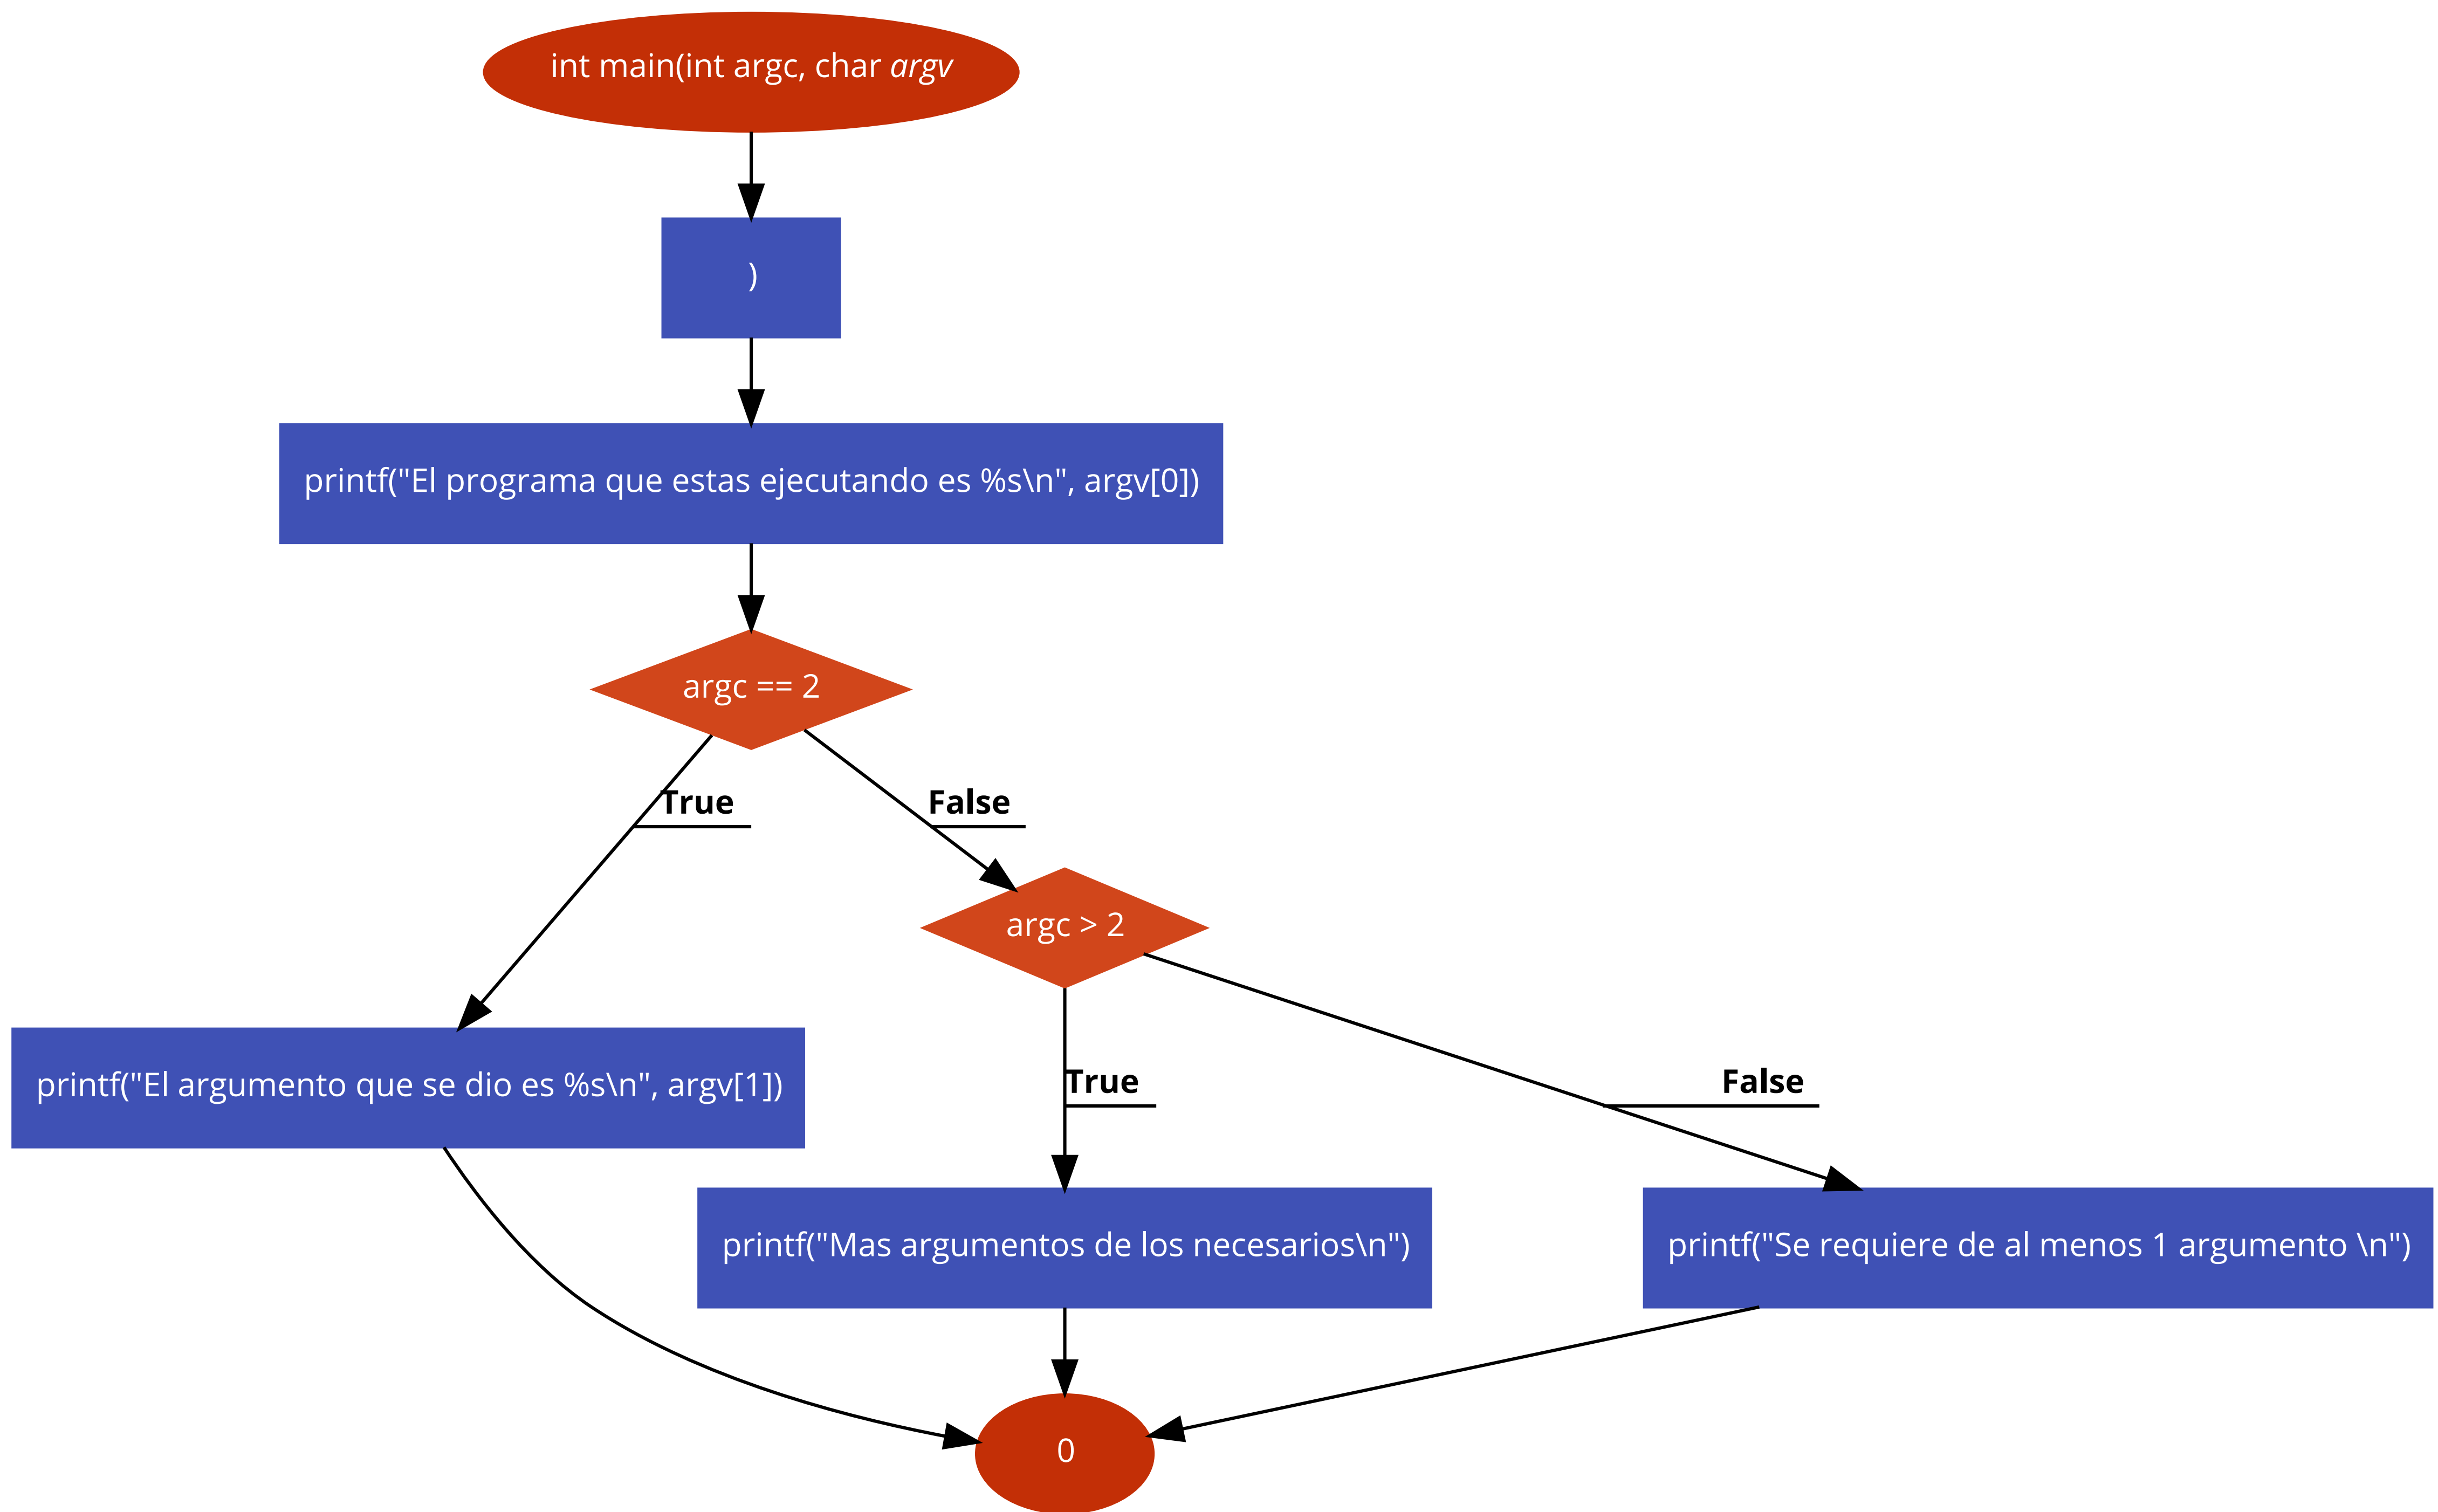 int main(int argc, char argv
)
printf("El programa que estas ejecutando es %s\n", argv[0])
argc == 2
True
False
argc > 2
printf("El argumento que se dio es %s\n", argv[1])
True
False
printf("Mas argumentos de los necesarios\n")
printf("Se requiere de al menos 1 argumento \n")
0